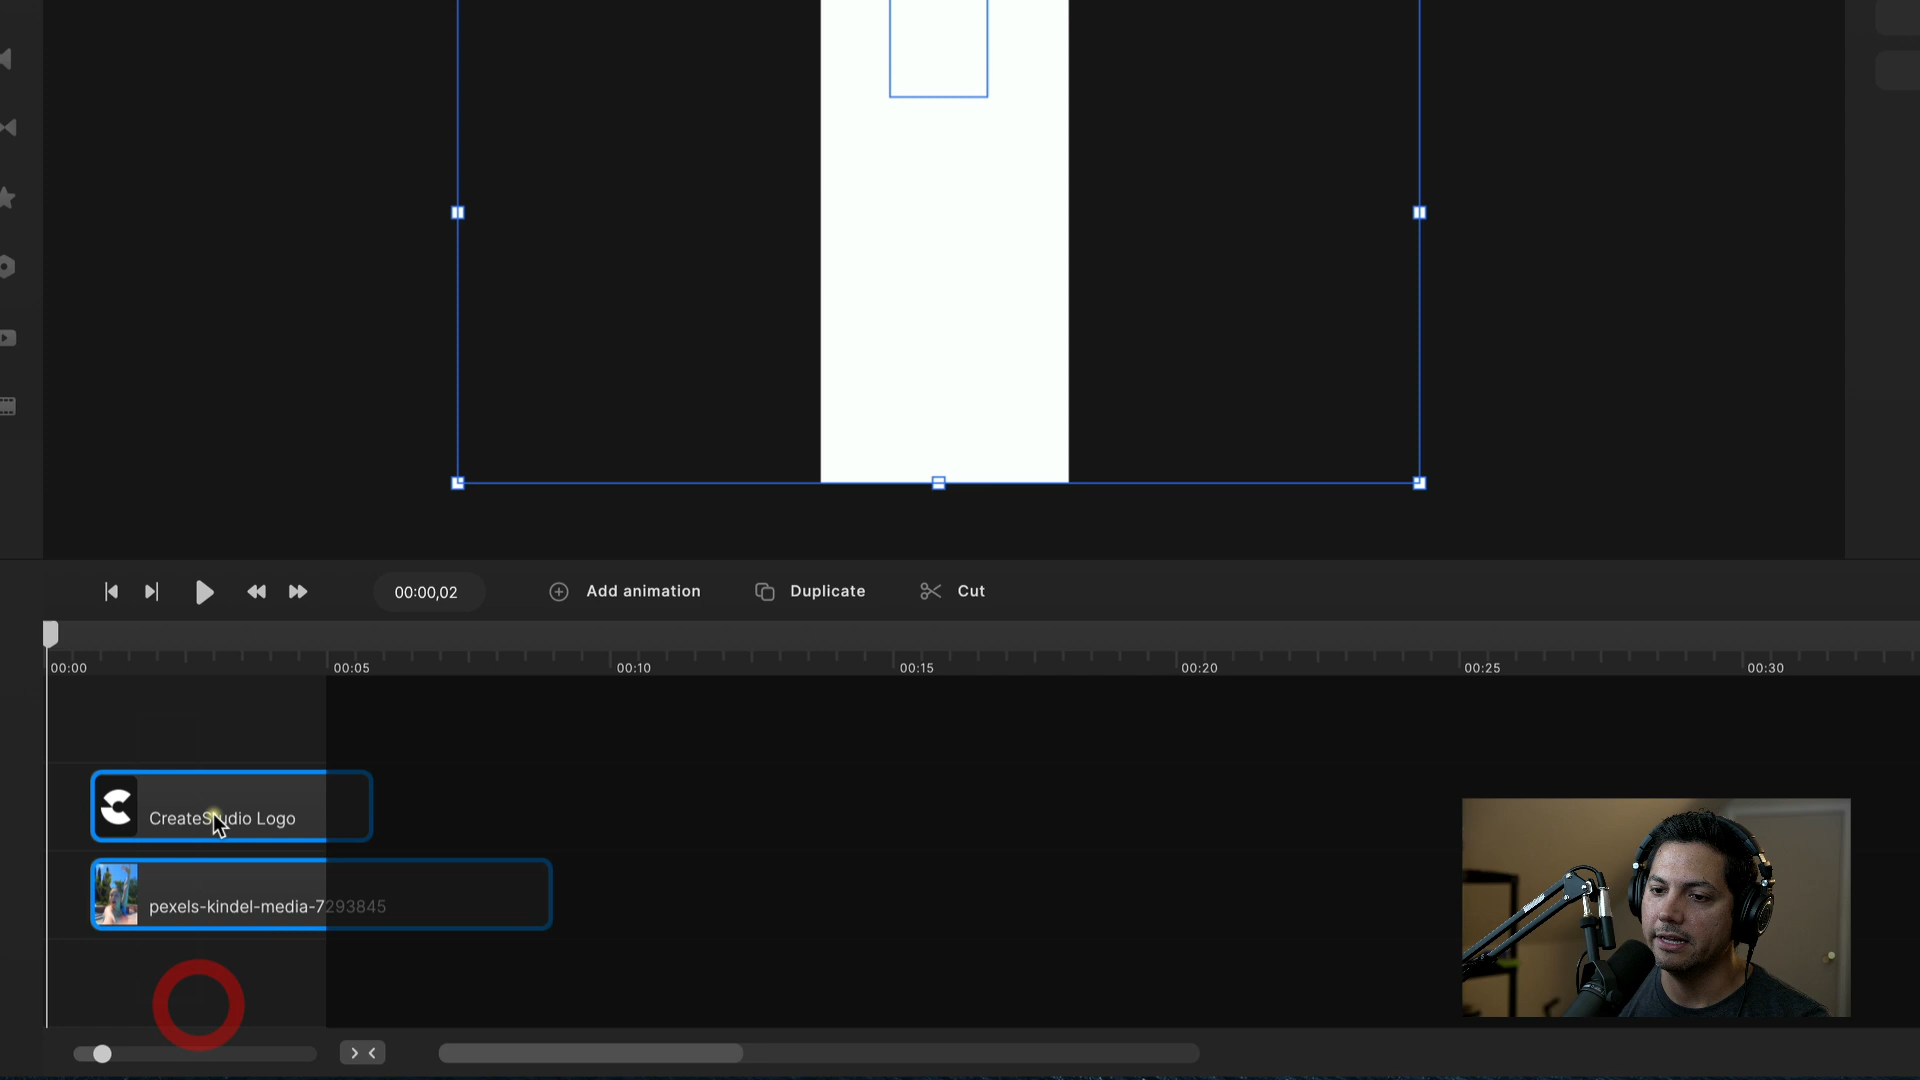 00:00,02
Add animation
Duplicate
Cut
00:00
00:05
00:10
00:15
00:20
00:25
00:30
CreateStudio Logo
pexels-kindel-media-7293845